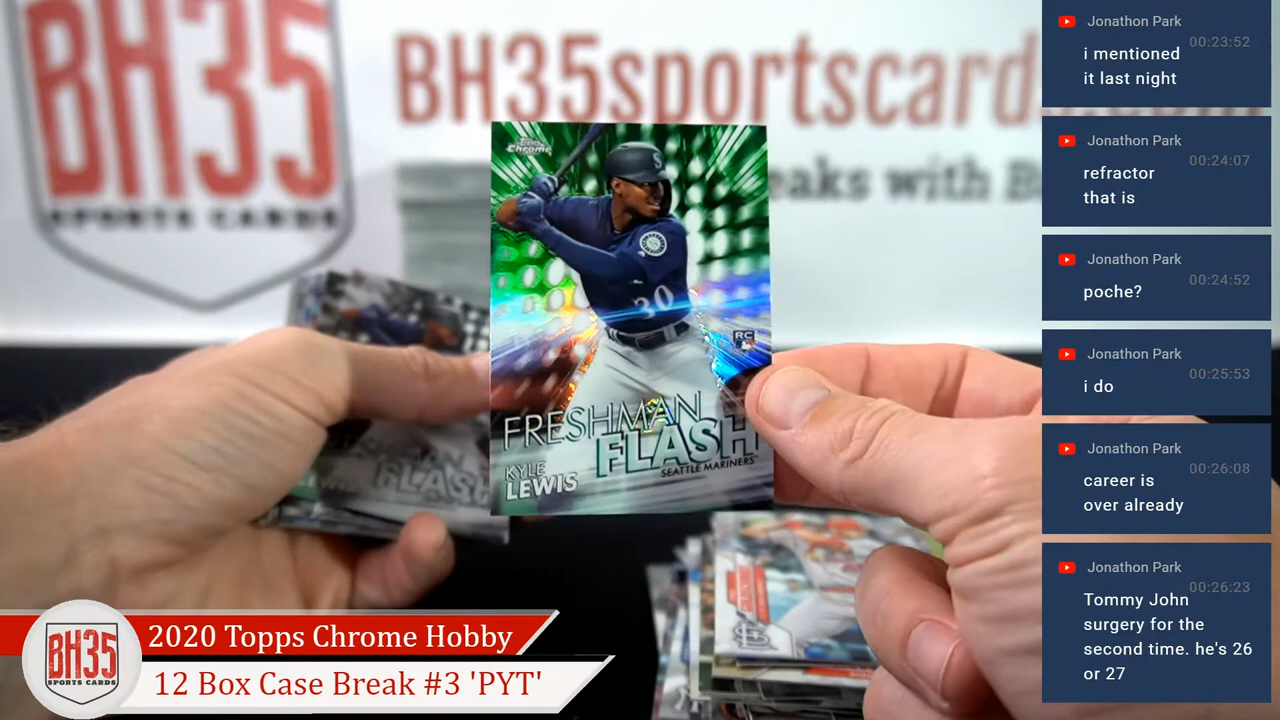 BH35
SPORTS CARDS
BH35sportscards
eaks with B
Topps
Chrome
S
30
RC
FRESHMAN
FLASH
KYLE
LEWIS
SEATTLE MARINERS™
FLASH
2020 Topps Chrome Hobby
12 Box Case Break #3 'PYT'
BH35
SPORTS CARDS
Jonathon Park
00:23:52
i mentioned
it last night
Jonathon Park
00:24:07
refractor
that is
Jonathon Park
00:24:52
poche?
Jonathon Park
00:25:53
i do
Jonathon Park
00:26:08
career is
over already
Jonathon Park
00:26:23
Tommy John
surgery for the
second time. he's 26
or 27